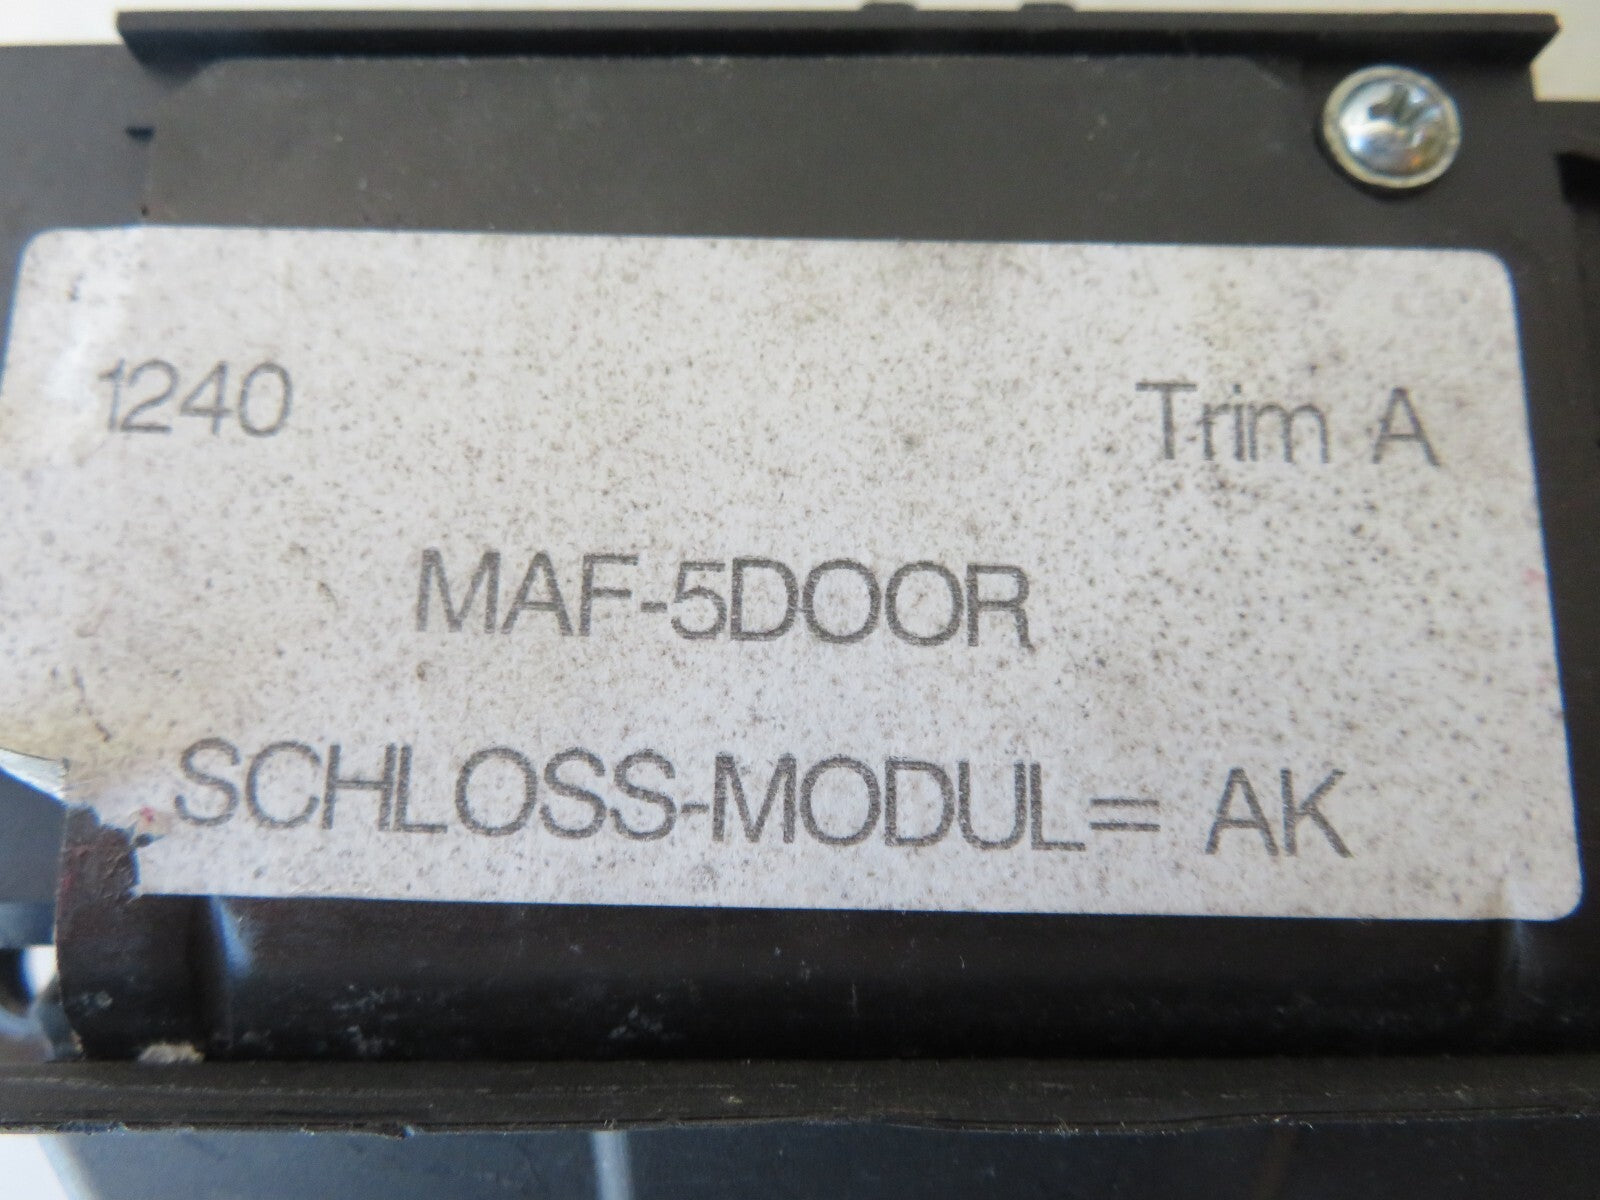 1240 Trim A
MAF-5DOOR
SCHLOSS-MODUL= AK